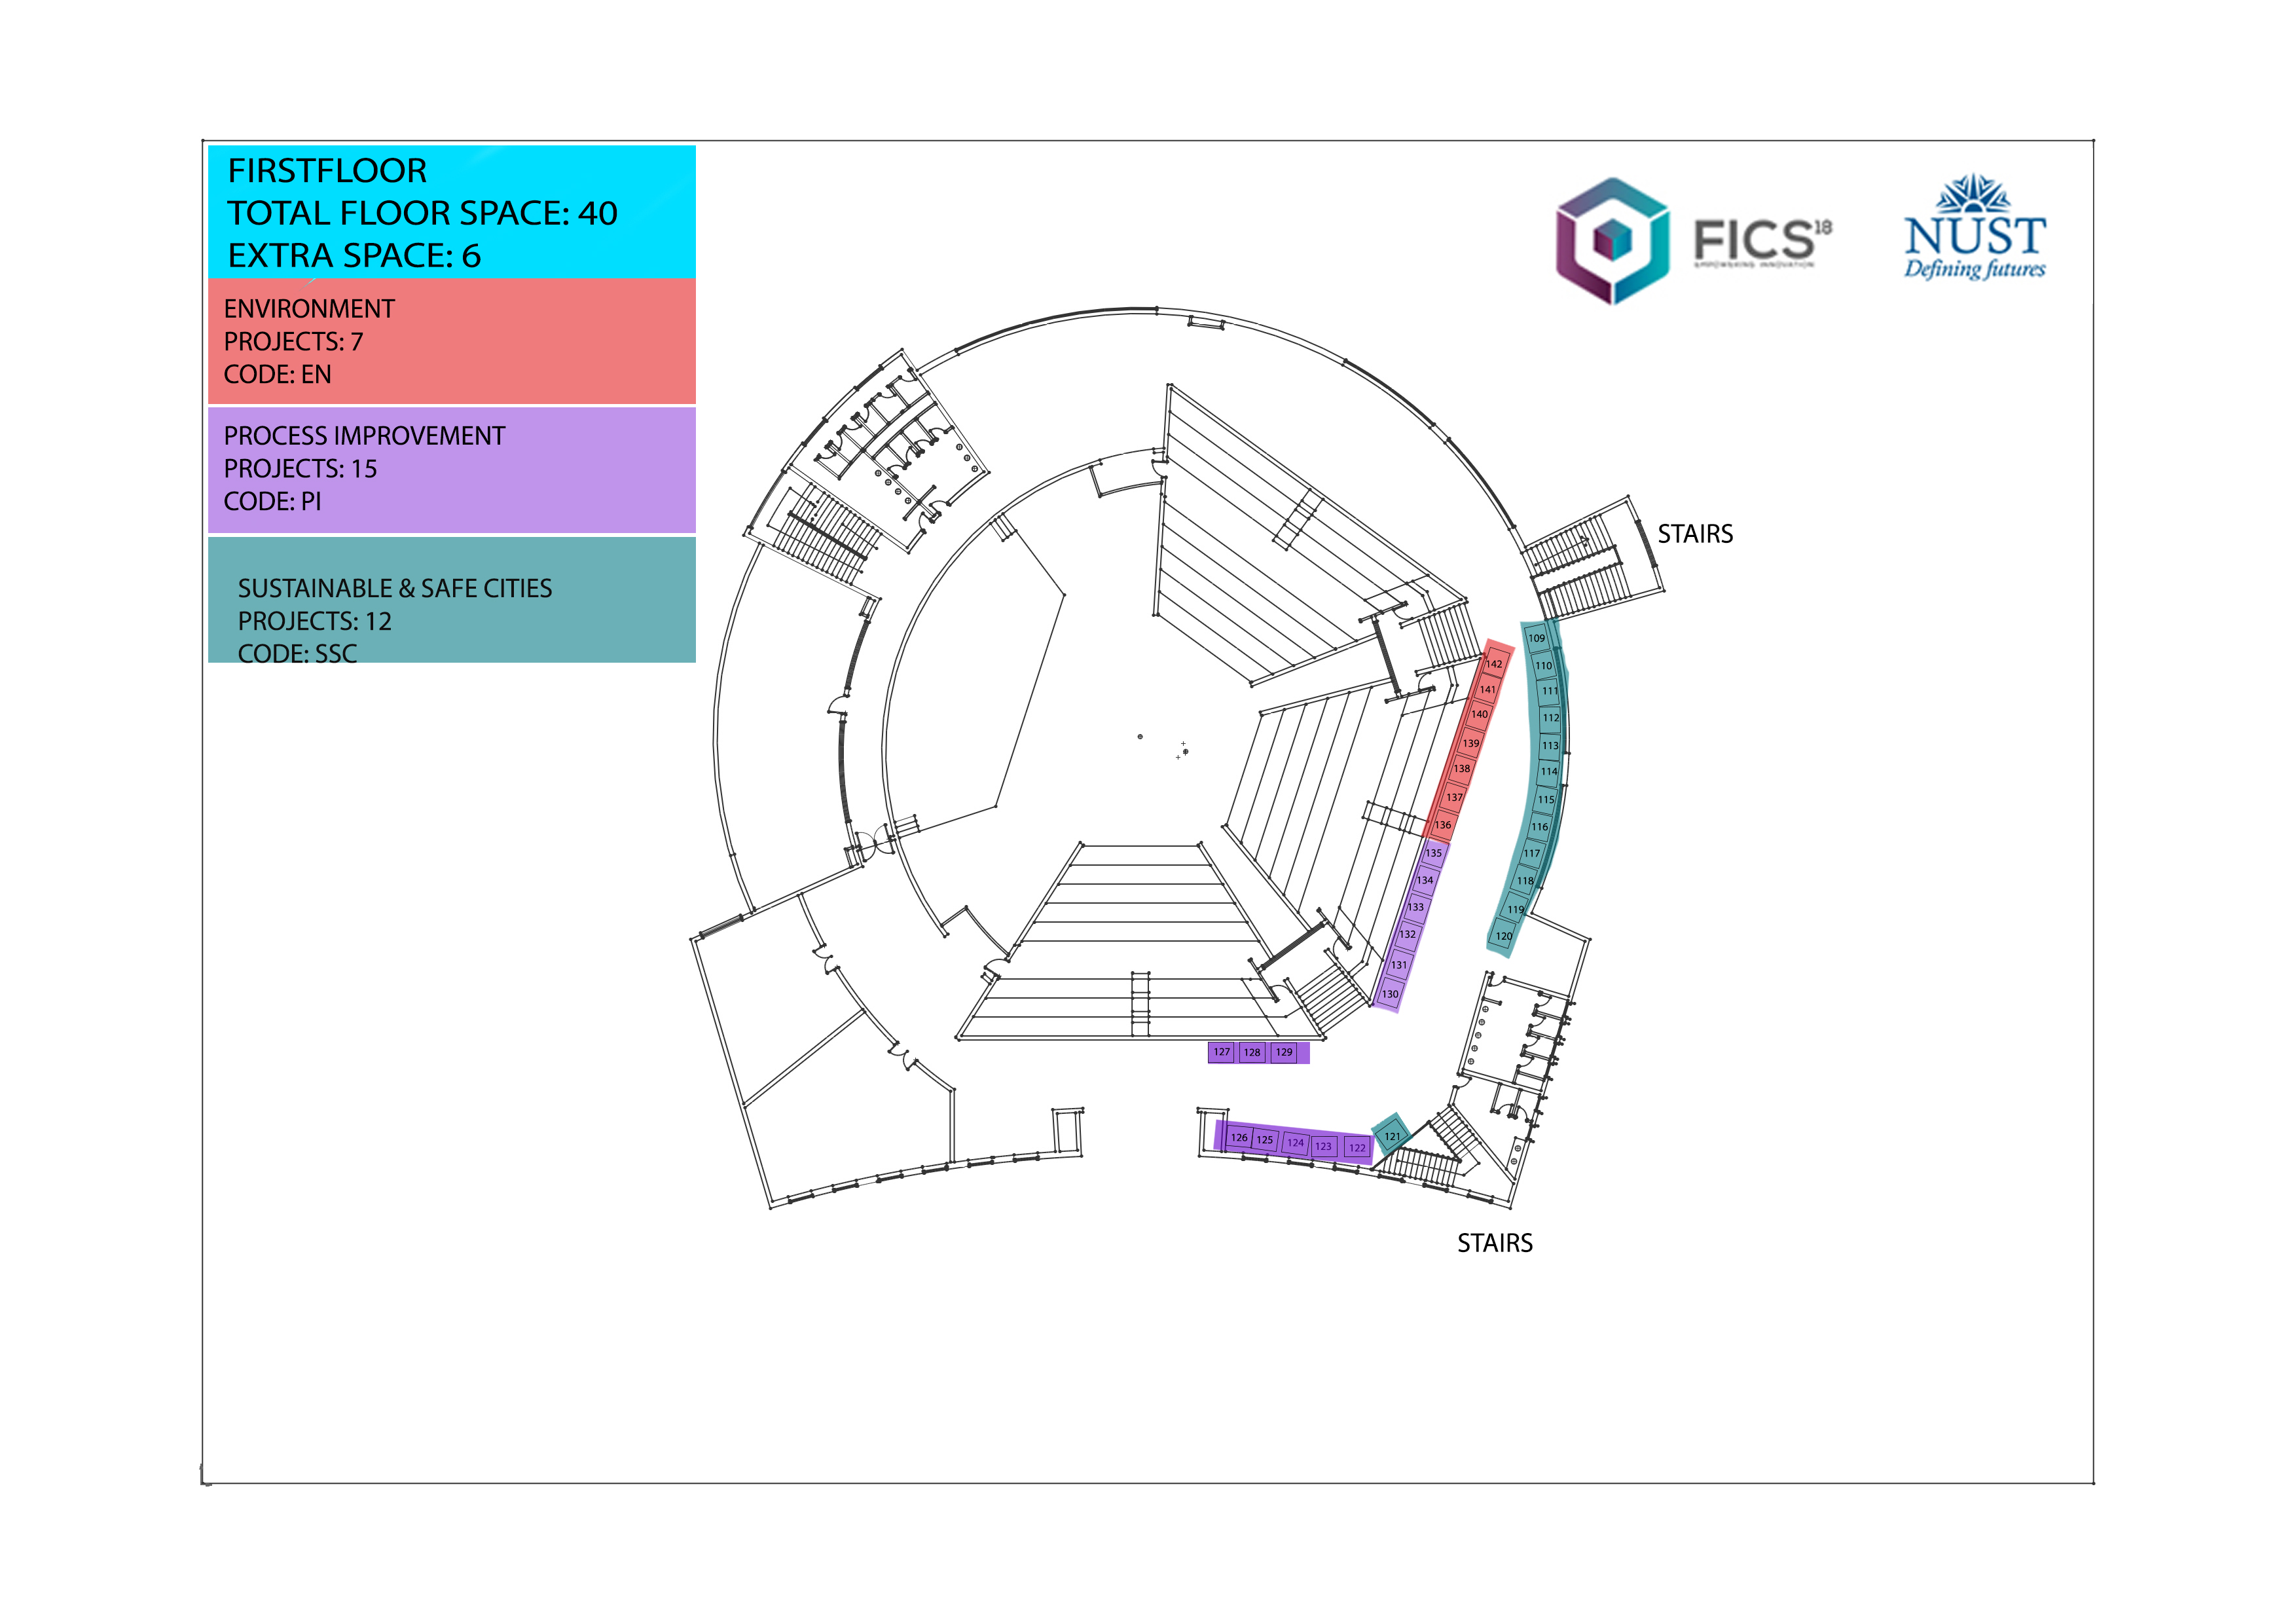 FIRSTFLOOR
TOTAL FLOOR SPACE: 40
EXTRA SPACE: 6
ENVIRONMENT
PROJECTS: 7
CODE: EN
PROCESS IMPROVEMENT
PROJECTS: 15
CODE: PI
SUSTAINABLE & SAFE CITIES
PROJECTS: 12
CODE: SSC
FICS18
EMPOWERING INNOVATION
NUST
Defining futures
STAIRS
109
110
111
112
113
114
115
116
117
118
119
120
142
141
140
139
138
137
136
135
134
133
132
131
130
127 128 129
126 125 124 123 122
121
STAIRS